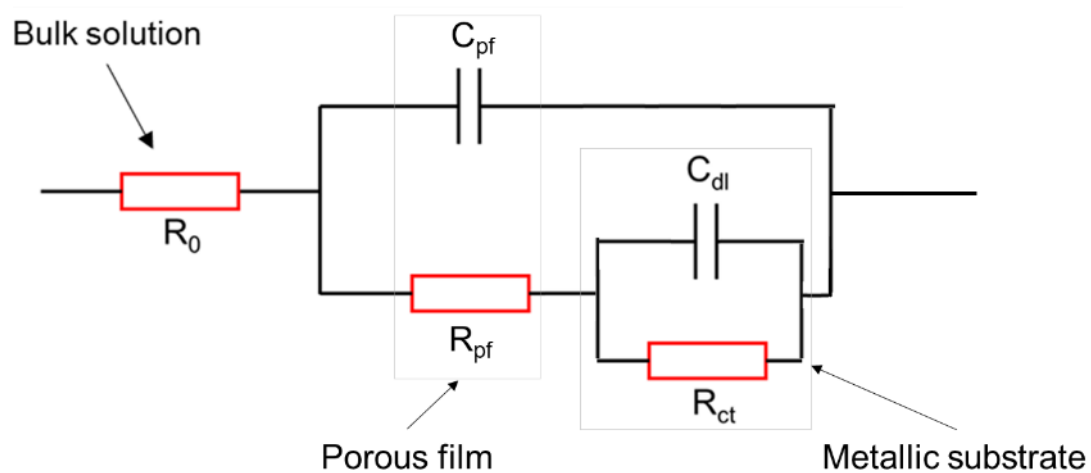 Bulk solution
C_pf
C_dl
R_0
R_pf
R_ct
Porous film
Metallic substrate